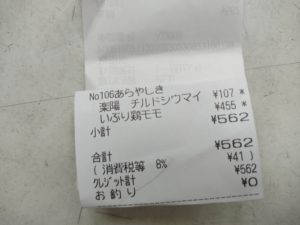 No106あらやしき
楽陽 チルドシウマイ ¥107 *
いぶり鶏モモ ¥455 *
小計 ¥562
合計 ¥562
( 消費税等 8% ¥41 )
クレジット計 ¥562
お釣り ¥0